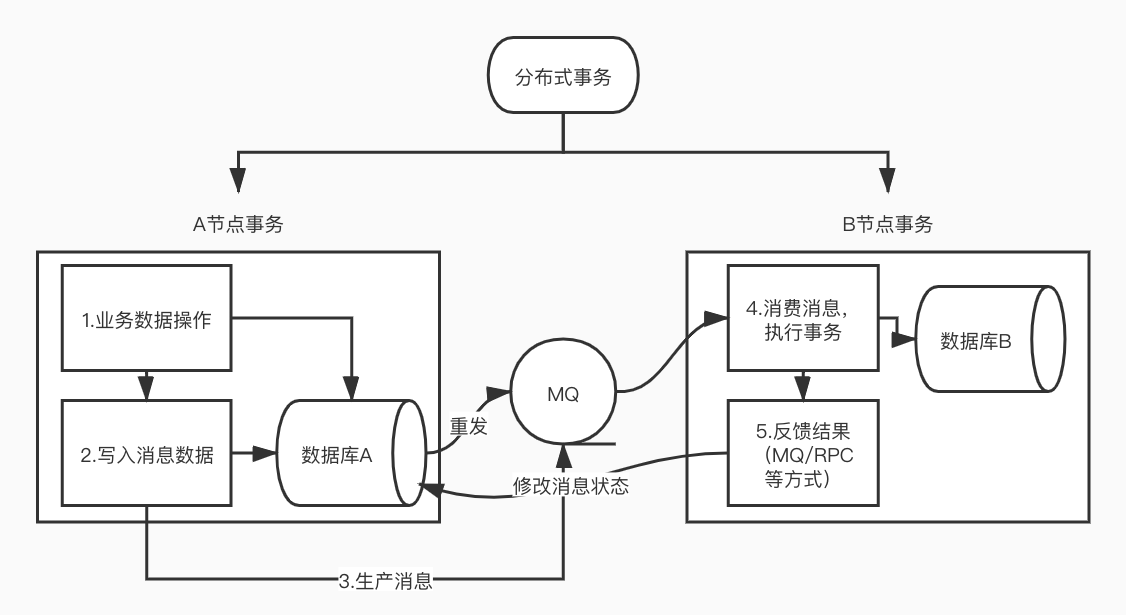 分布式事务
A节点事务
B节点事务
1.业务数据操作
2.写入消息数据
数据库A
重发
MQ
4.消费消息，
执行事务
数据库B
5.反馈结果
（MQ/RPC
等方式）
修改消息状态
3.生产消息